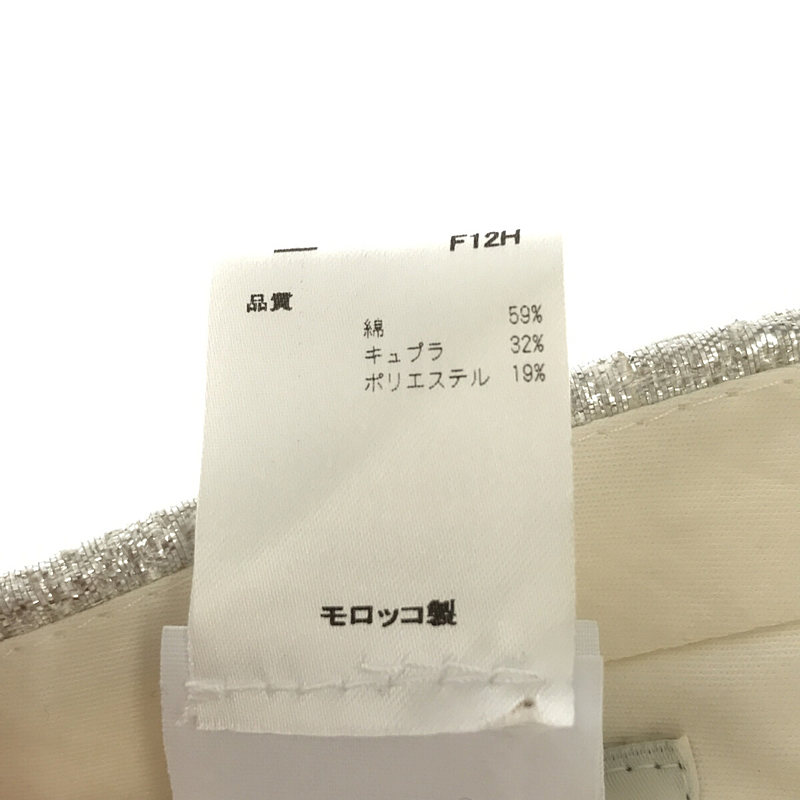 F12H
品質
綿 59%
キュプラ 32%
ポリエステル 19%
モロッコ製